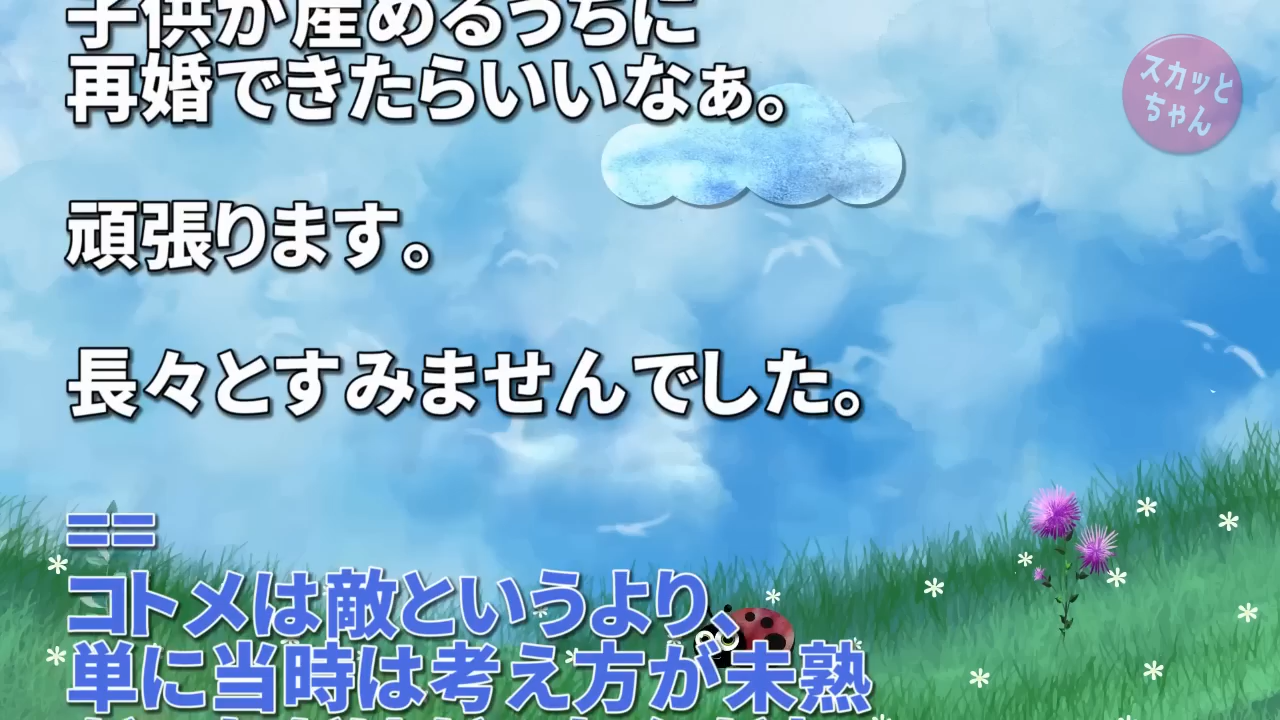 子供が産めるうちに
再婚できたらいいなぁ。
頑張ります。
長々とすみませんでした。
==
コトメは敵というより、
単に当時は考え方が未熟
スカッと
ちゃん